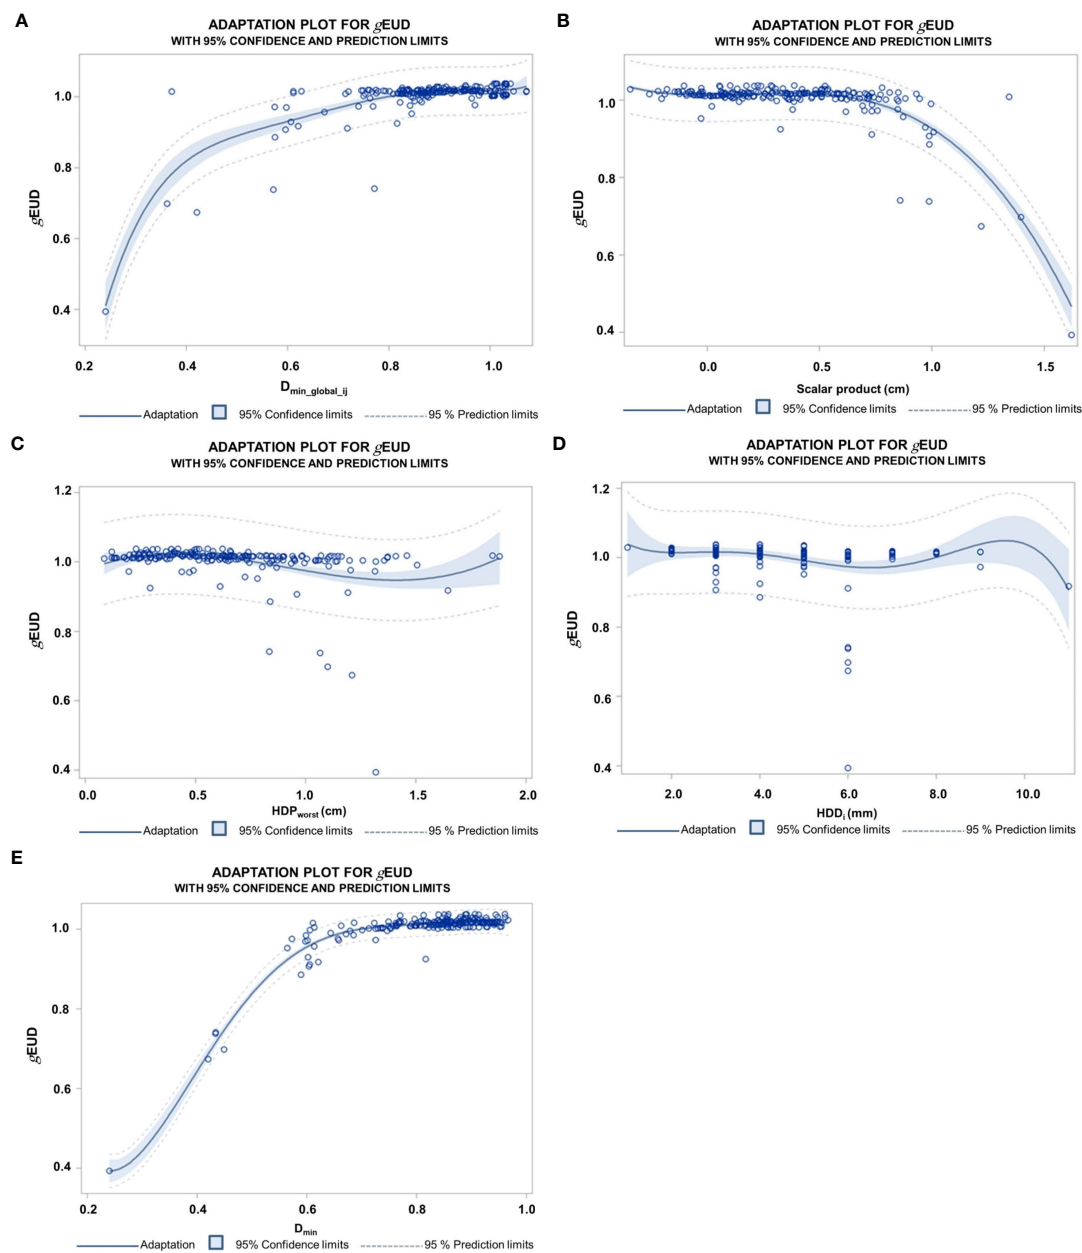 A
ADAPTATION PLOT FOR gEUD
WITH 95% CONFIDENCE AND PREDICTION LIMITS
gEUD
1.0
0.8
0.6
0.4
0.2 0.4 0.6 0.8 1.0
Dmin_global_ij
Adaptation 95% Confidence limits 95 % Prediction limits
B
ADAPTATION PLOT FOR gEUD
WITH 95% CONFIDENCE AND PREDICTION LIMITS
gEUD
1.0
0.8
0.6
0.4
0.0 0.5 1.0 1.5
Scalar product (cm)
Adaptation 95% Confidence limits 95 % Prediction limits
C
ADAPTATION PLOT FOR gEUD
WITH 95% CONFIDENCE AND PREDICTION LIMITS
gEUD
1.2
1.0
0.8
0.6
0.4
0.0 0.5 1.0 1.5 2.0
HDPworst (cm)
Adaptation 95% Confidence limits 95 % Prediction limits
D
ADAPTATION PLOT FOR gEUD
WITH 95% CONFIDENCE AND PREDICTION LIMITS
gEUD
1.2
1.0
0.8
0.6
0.4
2.0 4.0 6.0 8.0 10.0
HDDi (mm)
Adaptation 95% Confidence limits 95 % Prediction limits
E
ADAPTATION PLOT FOR gEUD
WITH 95% CONFIDENCE AND PREDICTION LIMITS
gEUD
1.0
0.8
0.6
0.4
0.2 0.4 0.6 0.8 1.0
Dmin
Adaptation 95% Confidence limits 95 % Prediction limits